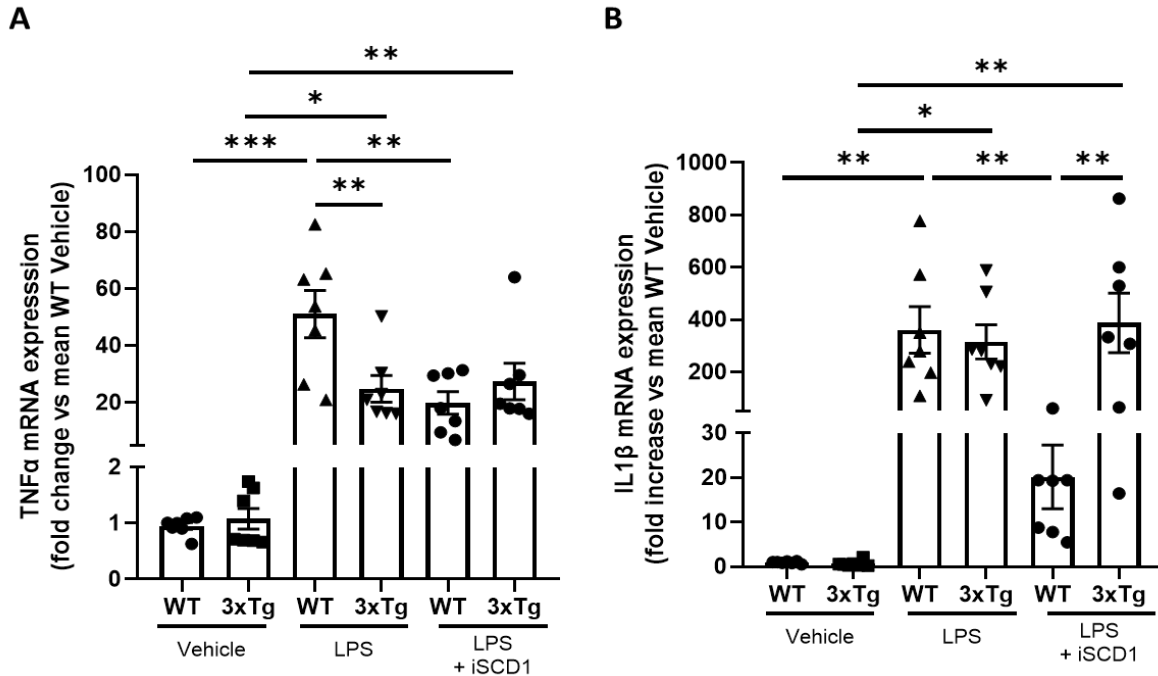 A
**
*
***
**
**
TNFα mRNA expresssion
(fold change vs mean WT Vehicle)
100
80
60
40
20
2
1
0
WT 3xTg WT 3xTg WT 3xTg
Vehicle
LPS
LPS
+ iSCD1
B
**
*
**
**
**
IL1β mRNA expression
(fold increase vs mean WT Vehicle)
1000
800
600
400
200
30
20
10
0
WT 3xTg WT 3xTg WT 3xTg
Vehicle
LPS
LPS
+ iSCD1